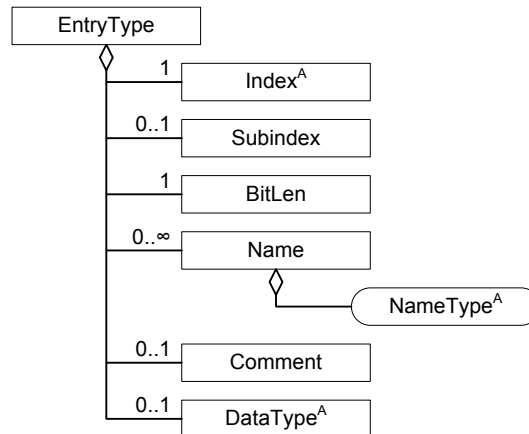 EntryType
1
Index^A
0..1
Subindex
1
BitLen
0..∞
Name
NameType^A
0..1
Comment
0..1
DataType^A